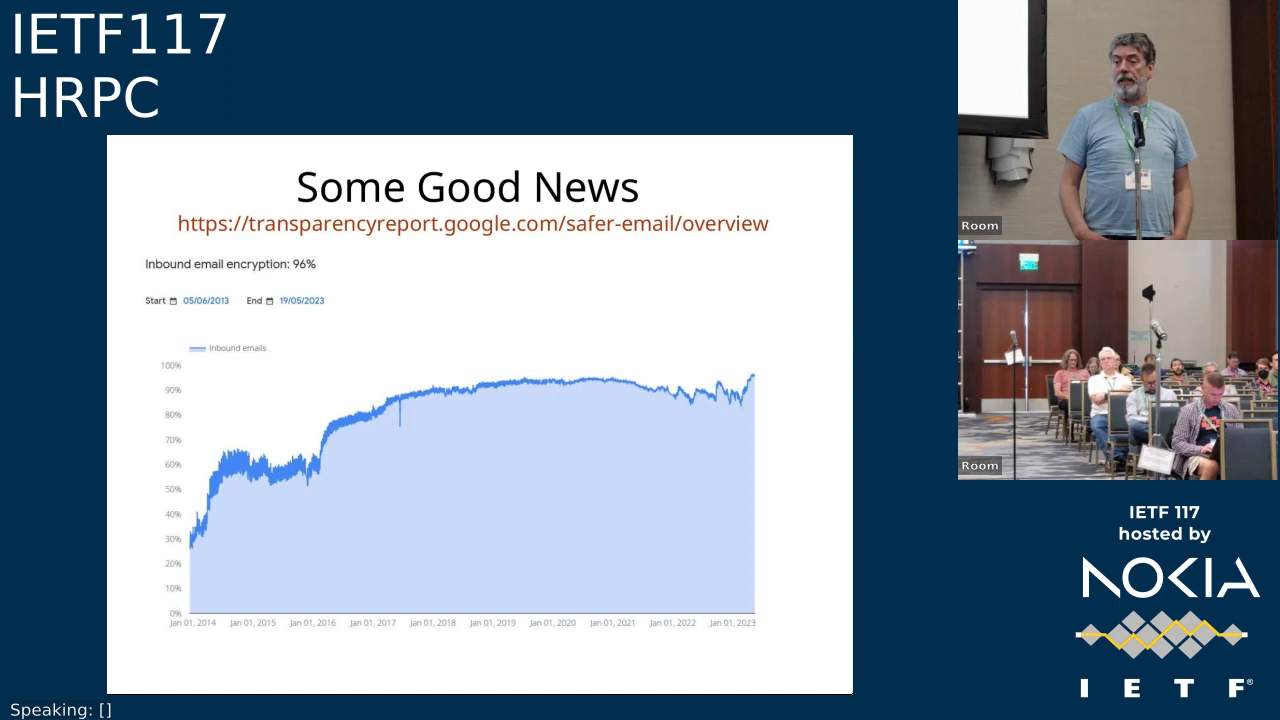 IETF117
HRPC
Some Good News
https://transparencyreport.google.com/safer-email/overview
Inbound email encryption: 96%
Start 05/06/2013 End 19/05/2023
Inbound emails
100%
90%
80%
70%
60%
50%
40%
30%
20%
10%
0%
Jan 01, 2014 Jan 01, 2015 Jan 01, 2016 Jan 01, 2017 Jan 01, 2018 Jan 01, 2019 Jan 01, 2020 Jan 01, 2021 Jan 01, 2022 Jan 01, 2023
Room
Room
IETF 117
hosted by
NOKIA
I E T F®
Speaking: []